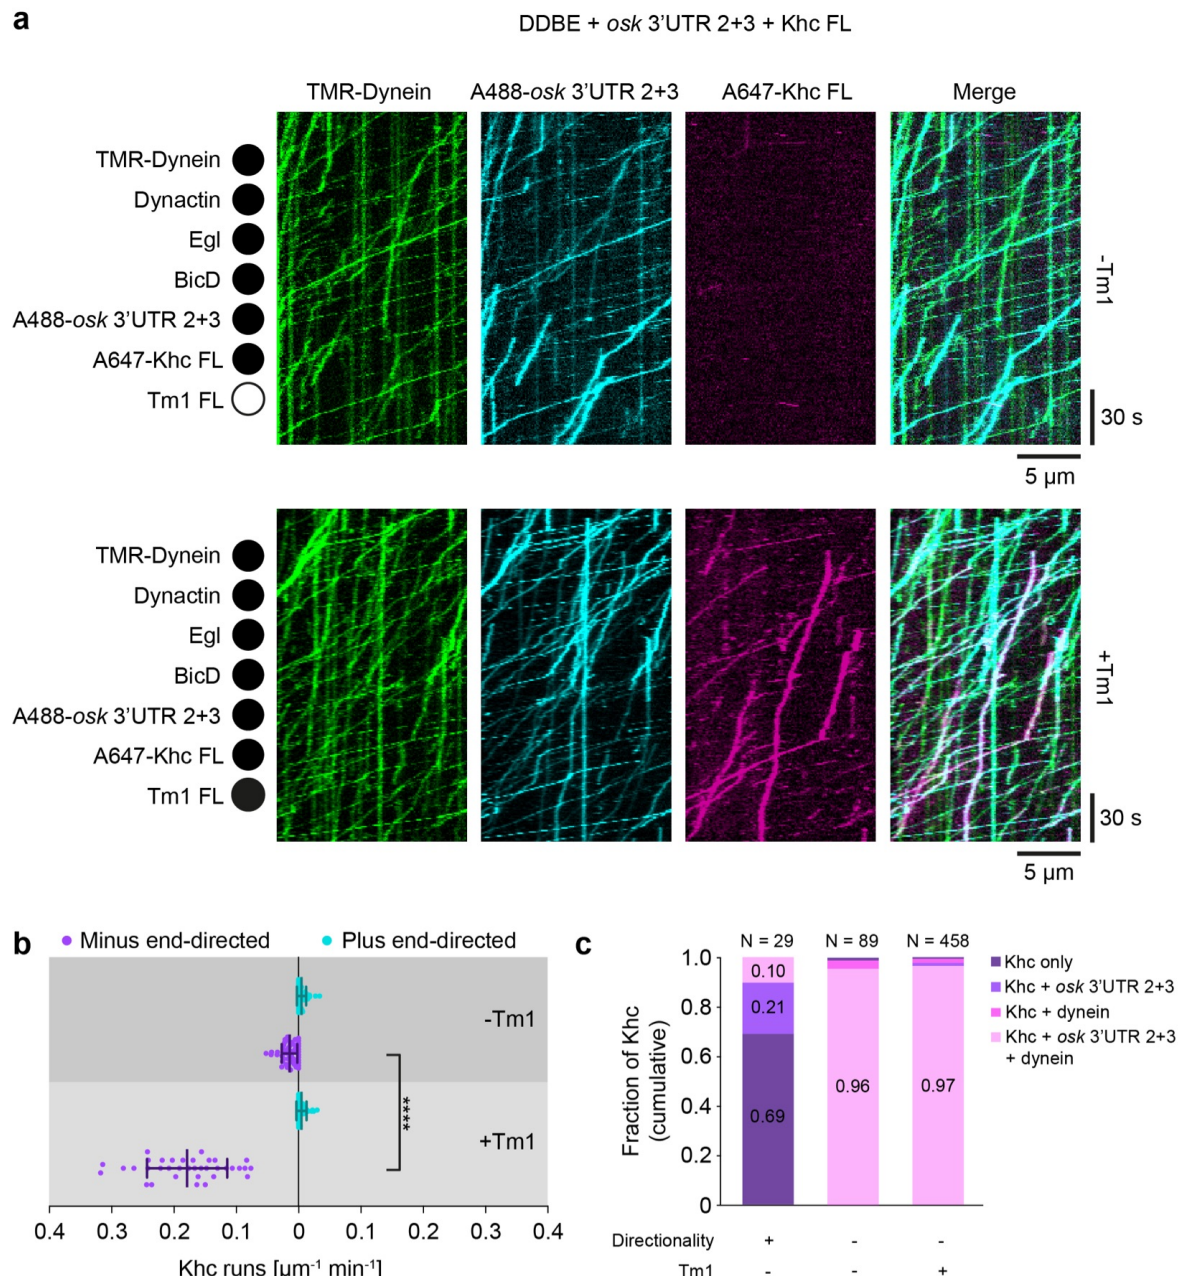 a
DDBE + osk 3’UTR 2+3 + Khc FL
TMR-Dynein A488-osk 3’UTR 2+3 A647-Khc FL Merge
TMR-Dynein
Dynactin
Egl
BicD
A488-osk 3’UTR 2+3
A647-Khc FL
Tm1 FL
-Tm1
30 s
5 µm
TMR-Dynein
Dynactin
Egl
BicD
A488-osk 3’UTR 2+3
A647-Khc FL
Tm1 FL
+Tm1
30 s
5 µm
b
Minus end-directed Plus end-directed
-Tm1
****
+Tm1
0.4 0.3 0.2 0.1 0 0.1 0.2 0.3 0.4
Khc runs [µm⁻¹ min⁻¹]
c
N = 29 N = 89 N = 458
1.0
0.8
0.6
0.4
0.2
0
Fraction of Khc
(cumulative)
0.10
0.21
0.69
0.96
0.97
Khc only
Khc + osk 3’UTR 2+3
Khc + dynein
Khc + osk 3’UTR 2+3
+ dynein
Directionality + - -
Tm1 - - +